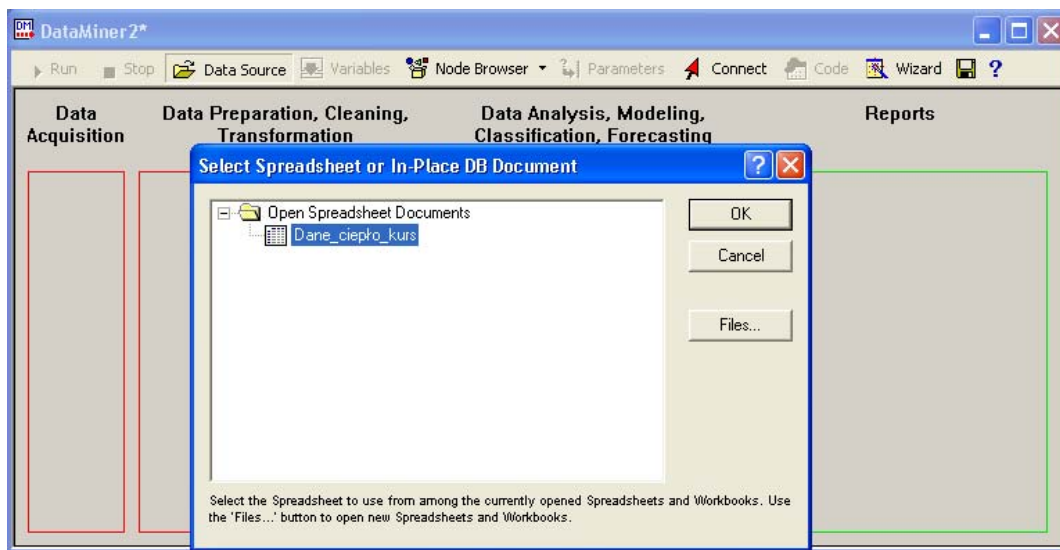 DataMiner2*
Run Stop Data Source Variables Node Browser Parameters Connect Code Wizard ?
Data Acquisition
Data Preparation, Cleaning, Transformation
Data Analysis, Modeling, Classification, Forecasting
Reports
Select Spreadsheet or In-Place DB Document
Open Spreadsheet Documents
Dane_ciepło_kurs
OK
Cancel
Files...
Select the Spreadsheet to use from among the currently opened Spreadsheets and Workbooks. Use
the 'Files...' button to open new Spreadsheets and Workbooks.